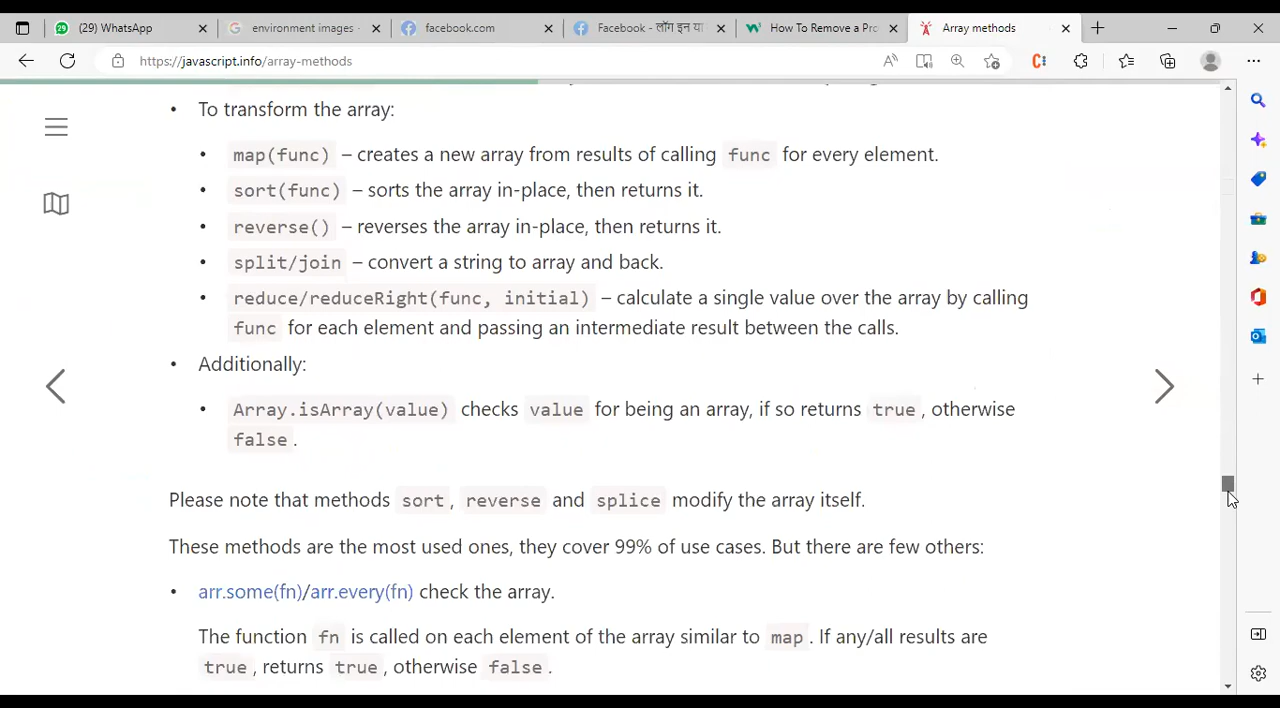 (29) WhatsApp
environment images -
facebook.com
Facebook - लॉग इन या
How To Remove a Pro
Array methods
https://javascript.info/array-methods
• To transform the array:
• map(func) – creates a new array from results of calling func for every element.
• sort(func) – sorts the array in-place, then returns it.
• reverse() – reverses the array in-place, then returns it.
• split/join – convert a string to array and back.
• reduce/reduceRight(func, initial) – calculate a single value over the array by calling
func for each element and passing an intermediate result between the calls.
• Additionally:
• Array.isArray(value) checks value for being an array, if so returns true, otherwise
false.
Please note that methods sort, reverse and splice modify the array itself.
These methods are the most used ones, they cover 99% of use cases. But there are few others:
• arr.some(fn)/arr.every(fn) check the array.
The function fn is called on each element of the array similar to map. If any/all results are
true, returns true, otherwise false.